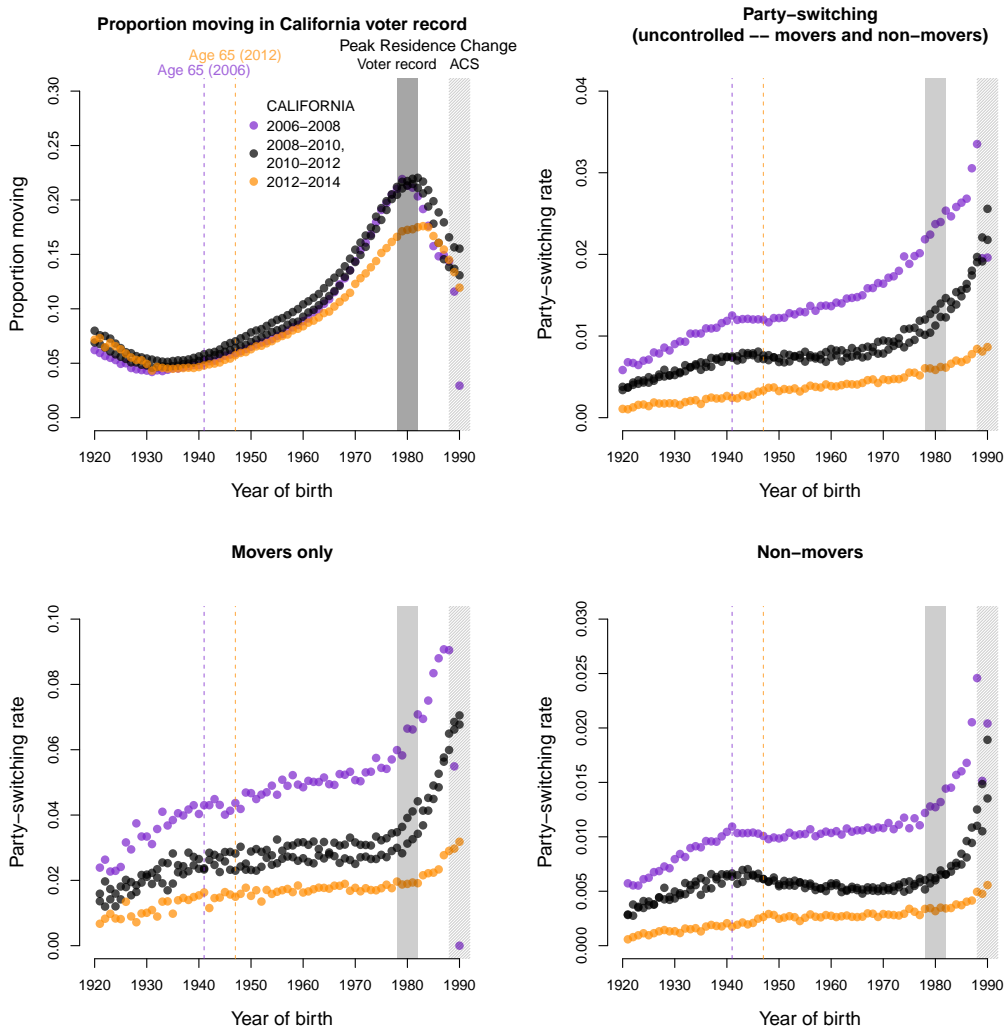 Proportion moving in California voter record
Peak Residence Change
Age 65 (2012)
Voter record
ACS
Age 65 (2006)
CALIFORNIA
2006−2008
2008−2010,
2010−2012
2012−2014
0.30
0.25
0.20
0.15
0.10
0.05
0.00
Proportion moving
1920 1930 1940 1950 1960 1970 1980 1990
Year of birth
Party−switching
(uncontrolled −− movers and non−movers)
0.04
0.03
0.02
0.01
0.00
Party−switching rate
1920 1930 1940 1950 1960 1970 1980 1990
Year of birth
Movers only
0.10
0.08
0.06
0.04
0.02
0.00
Party−switching rate
1920 1930 1940 1950 1960 1970 1980 1990
Year of birth
Non−movers
0.030
0.025
0.020
0.015
0.010
0.005
0.000
Party−switching rate
1920 1930 1940 1950 1960 1970 1980 1990
Year of birth